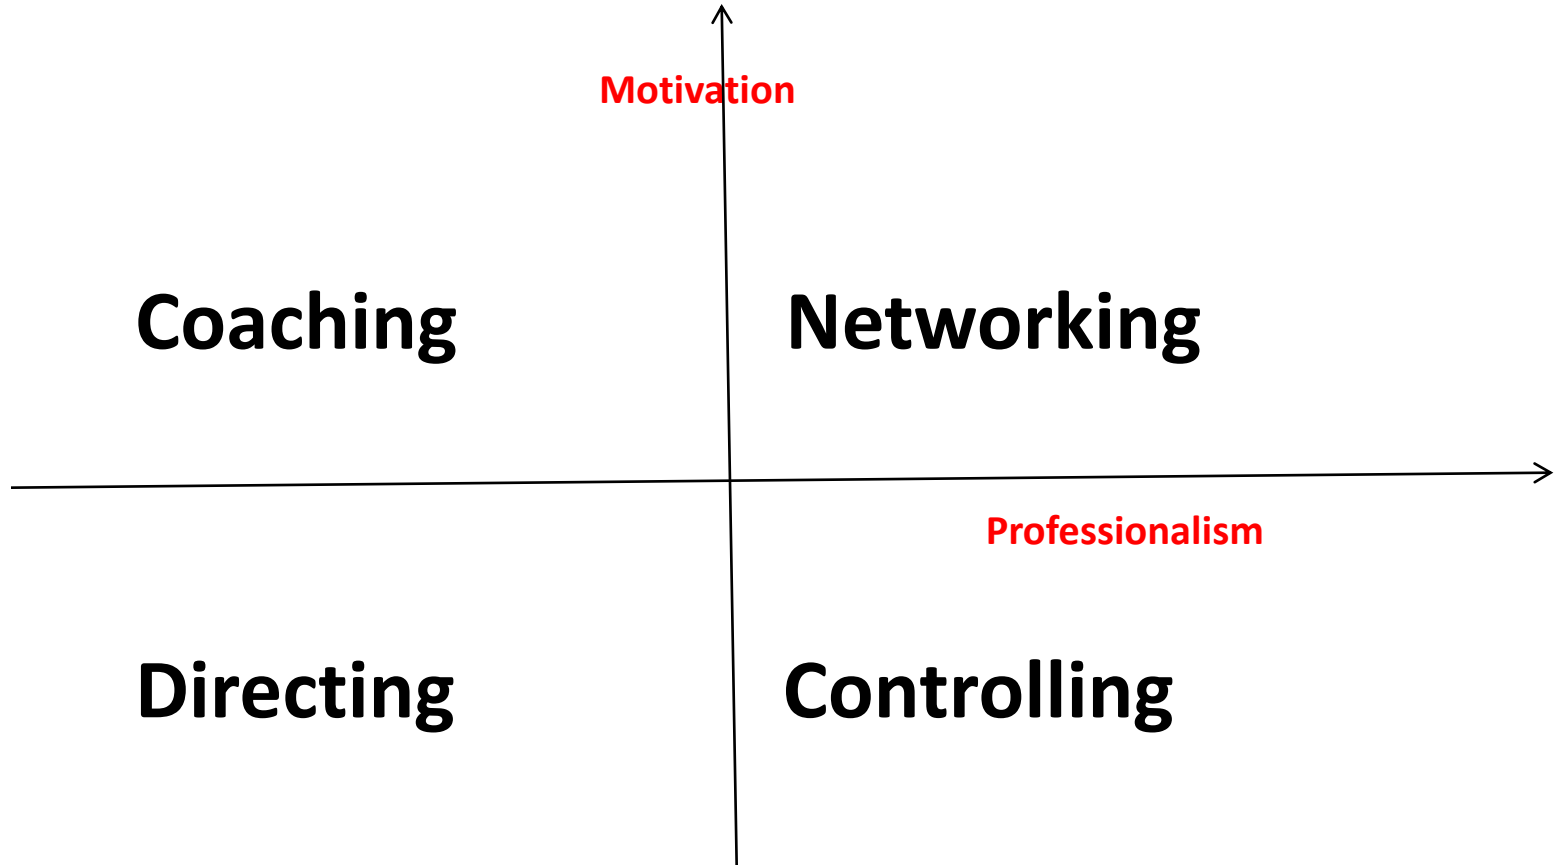 Motivation
Coaching
Networking
Professionalism
Directing
Controlling